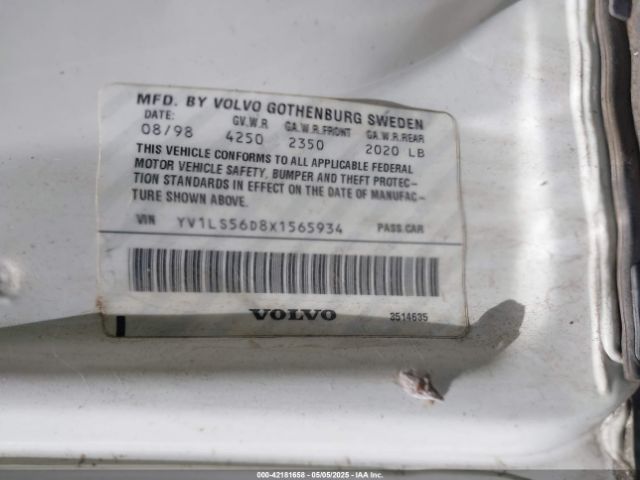 MFD. BY VOLVO GOTHENBURG SWEDEN
DATE: G.V.W.R GA.W.R.FRONT GA.W.R.REAR
08/98 4250 2350 2020 LB
THIS VEHICLE CONFORMS TO ALL APPLICABLE FEDERAL
MOTOR VEHICLE SAFETY, BUMPER AND THEFT PROTEC-
TION STANDARDS IN EFFECT ON THE DATE OF MANUFAC-
TURE SHOWN ABOVE.
VIN YV1LS56D8X1565934 PASS.CAR
VOLVO 3514635
000-42181658 - 05/05/2025 - IAA Inc.